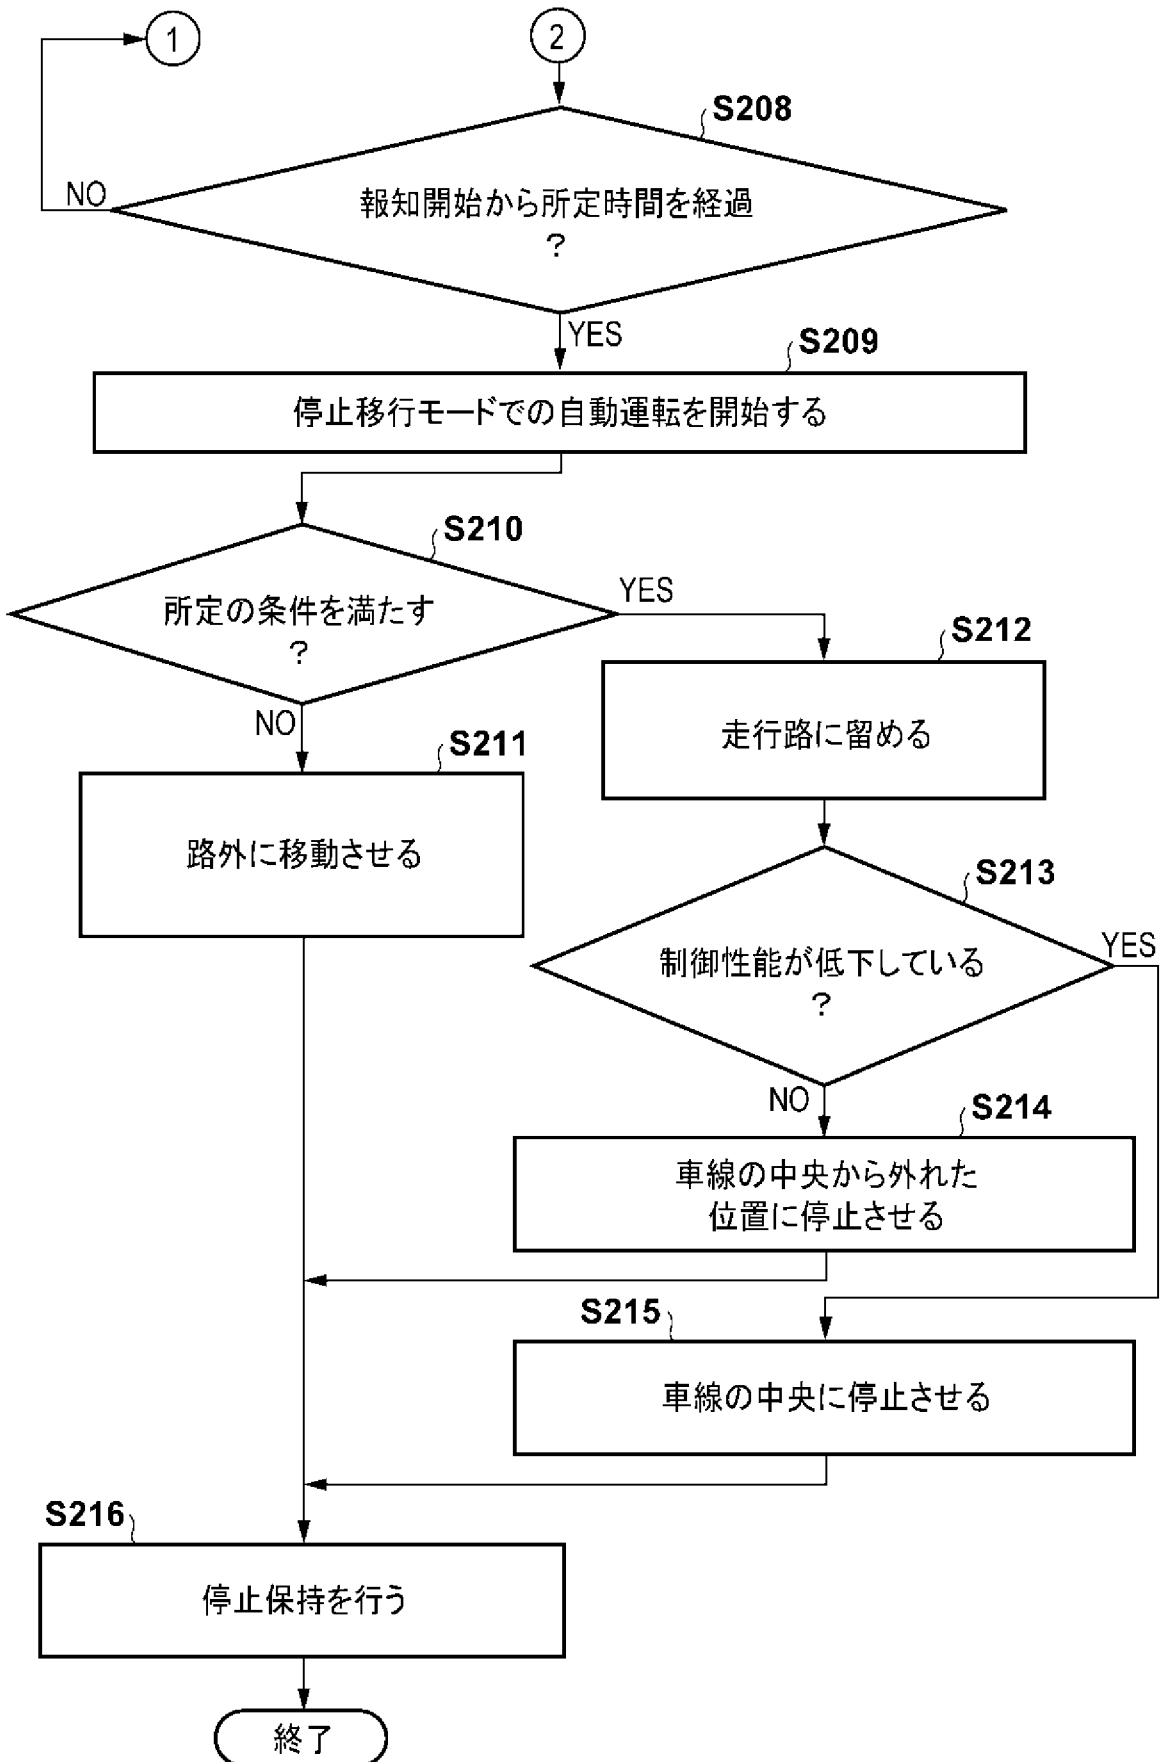 1
2
S208
NO
報知開始から所定時間を経過
?
YES
S209
停止移行モードでの自動運転を開始する
S210
YES
所定の条件を満たす
?
S212
NO
走行路に留める
S211
路外に移動させる
S213
YES
制御性能が低下している
?
NO
S214
車線の中央から外れた
位置に停止させる
S215
車線の中央に停止させる
S216
停止保持を行う
終了